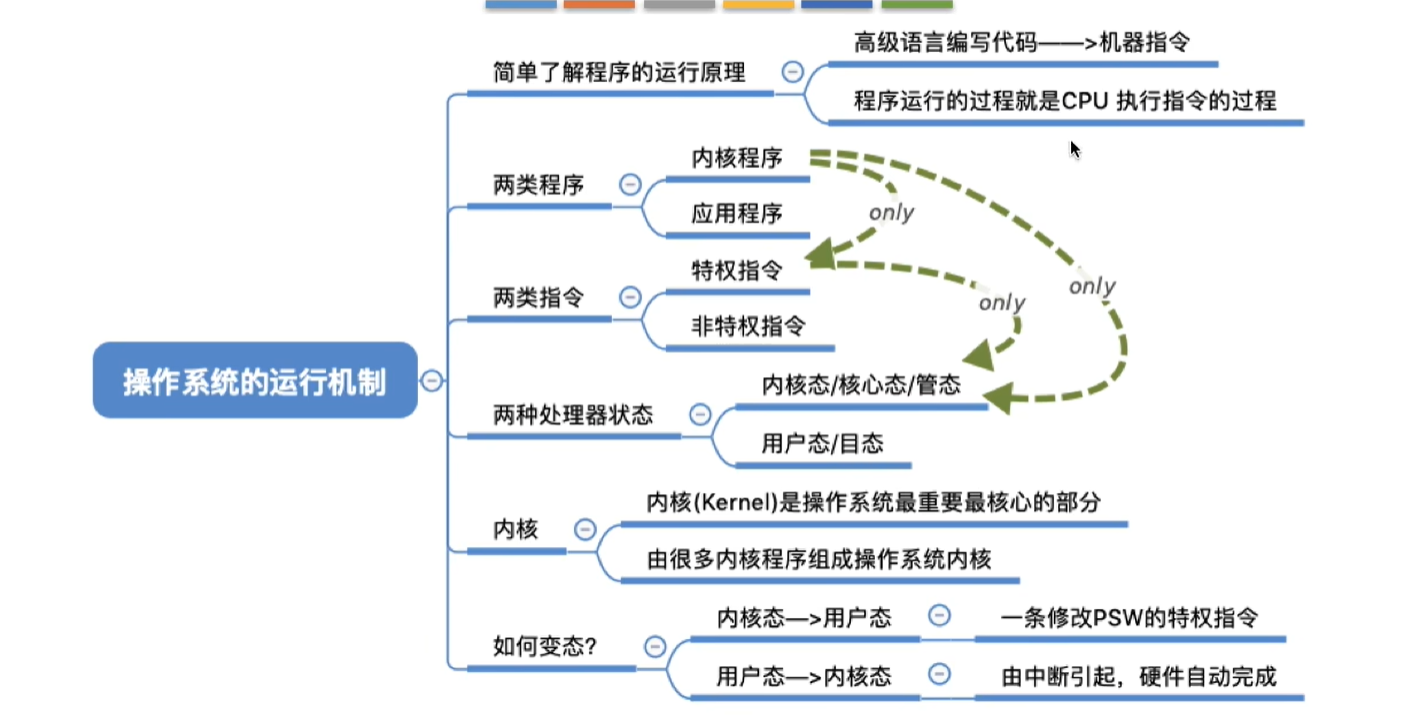 简单了解程序的运行原理
高级语言编写代码——>机器指令
程序运行的过程就是CPU 执行指令的过程
两类程序
内核程序
应用程序
only
两类指令
特权指令
非特权指令
only
only
操作系统的运行机制
两种处理器状态
内核态/核心态/管态
用户态/目态
内核
内核(Kernel)是操作系统最重要最核心的部分
由很多内核程序组成操作系统内核
如何变态?
内核态—>用户态
一条修改PSW的特权指令
用户态—>内核态
由中断引起，硬件自动完成